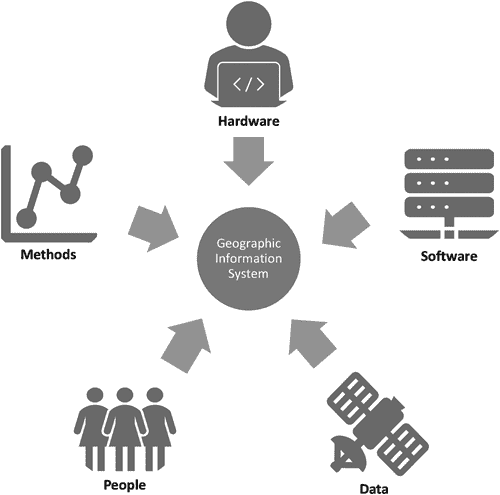 </>
Hardware
Methods
Geographic
Information
System
Software
People
Data